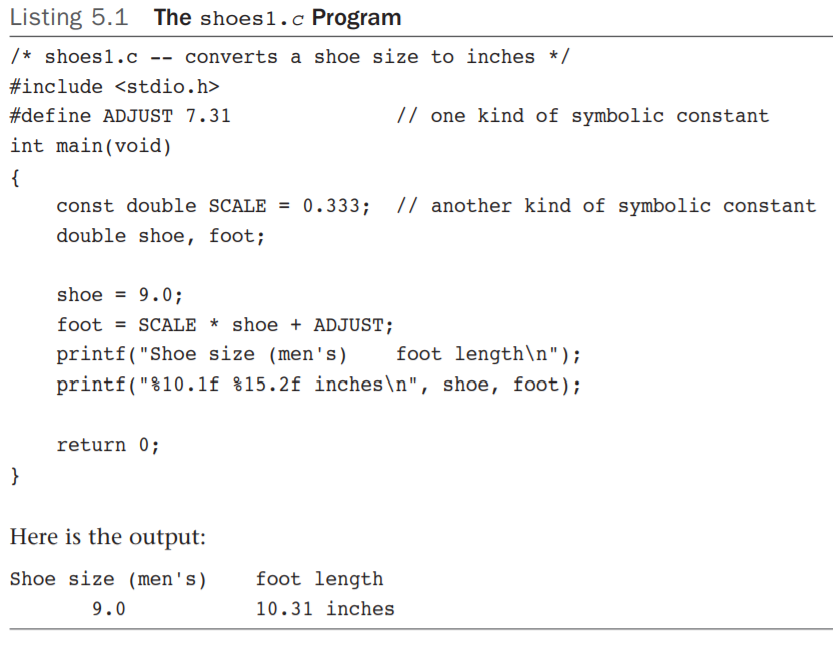 Listing 5.1 The shoes1.c Program
/* shoes1.c -- converts a shoe size to inches */
#include <stdio.h>
#define ADJUST 7.31              // one kind of symbolic constant
int main(void)
{
    const double SCALE = 0.333;  // another kind of symbolic constant
    double shoe, foot;

    shoe = 9.0;
    foot = SCALE * shoe + ADJUST;
    printf("Shoe size (men's)    foot length\n");
    printf("%10.1f %15.2f inches\n", shoe, foot);

    return 0;
}
Here is the output:
Shoe size (men's)    foot length
       9.0           10.31 inches